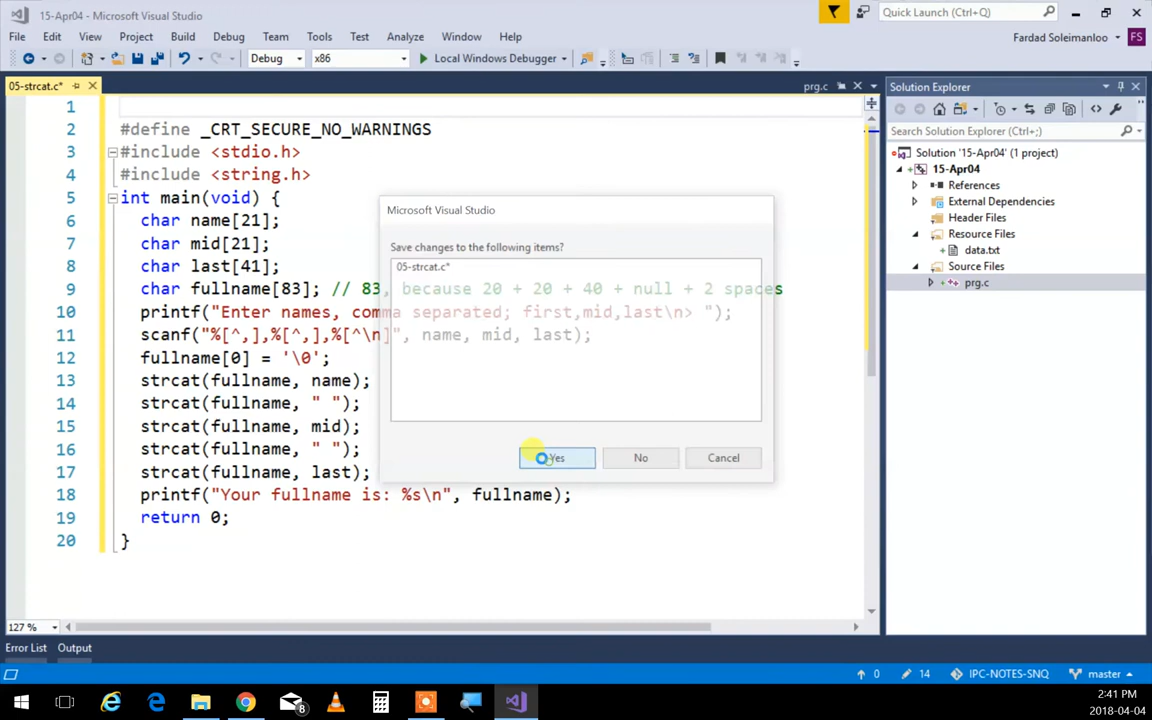 15-Apr04 - Microsoft Visual Studio
Quick Launch (Ctrl+Q)
File Edit View Project Build Debug Team Tools Test Analyze Window Help
Fardad Soleimanloo FS
Debug x86 Local Windows Debugger
05-strcat.c* prg.c
Solution Explorer
Search Solution Explorer (Ctrl+;)
Solution '15-Apr04' (1 project)
15-Apr04
References
External Dependencies
Header Files
Resource Files
data.txt
Source Files
prg.c
1
2 #define _CRT_SECURE_NO_WARNINGS
3 #include <stdio.h>
4 #include <string.h>
5 int main(void) {
6 char name[21];
7 char mid[21];
8 char last[41];
9 char fullname[83]; // 83, because 20 + 20 + 40 + null + 2 spaces
10 printf("Enter names, comma separated; first,mid,last\n> ");
11 scanf("%[^,],%[^,],%[^\n]", name, mid, last);
12 fullname[0] = '\0';
13 strcat(fullname, name);
14 strcat(fullname, " ");
15 strcat(fullname, mid);
16 strcat(fullname, " ");
17 strcat(fullname, last);
18 printf("Your fullname is: %s\n", fullname);
19 return 0;
20 }
Microsoft Visual Studio
Save changes to the following items?
05-strcat.c*
Yes No Cancel
127 %
Error List Output
0 14 IPC-NOTES-SNQ master
8
2:41 PM
2018-04-04